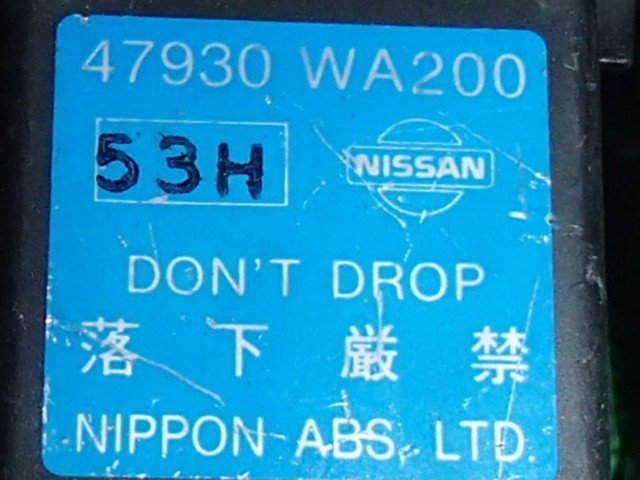 47930 WA200
53H
NISSAN
DON'T DROP
落下厳禁
NIPPON ABS. LTD.